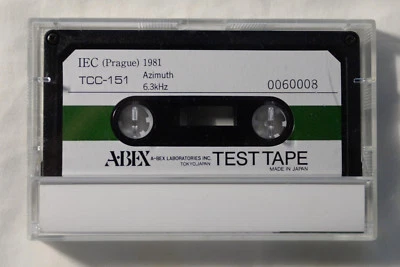 IEC (Prague) 1981
TCC-151 Azimuth
6.3kHz 0060008
A-BEX A-BEX LABORATORIES INC. TEST TAPE
TOKYO JAPAN MADE IN JAPAN